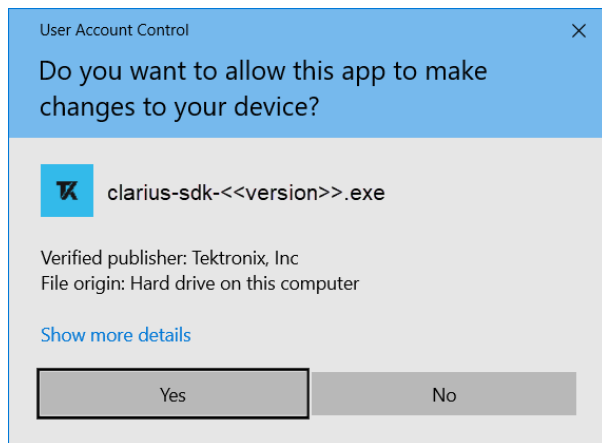 User Account Control
Do you want to allow this app to make
changes to your device?
clarius-sdk-<<version>>.exe
Verified publisher: Tektronix, Inc
File origin: Hard drive on this computer
Show more details
Yes
No